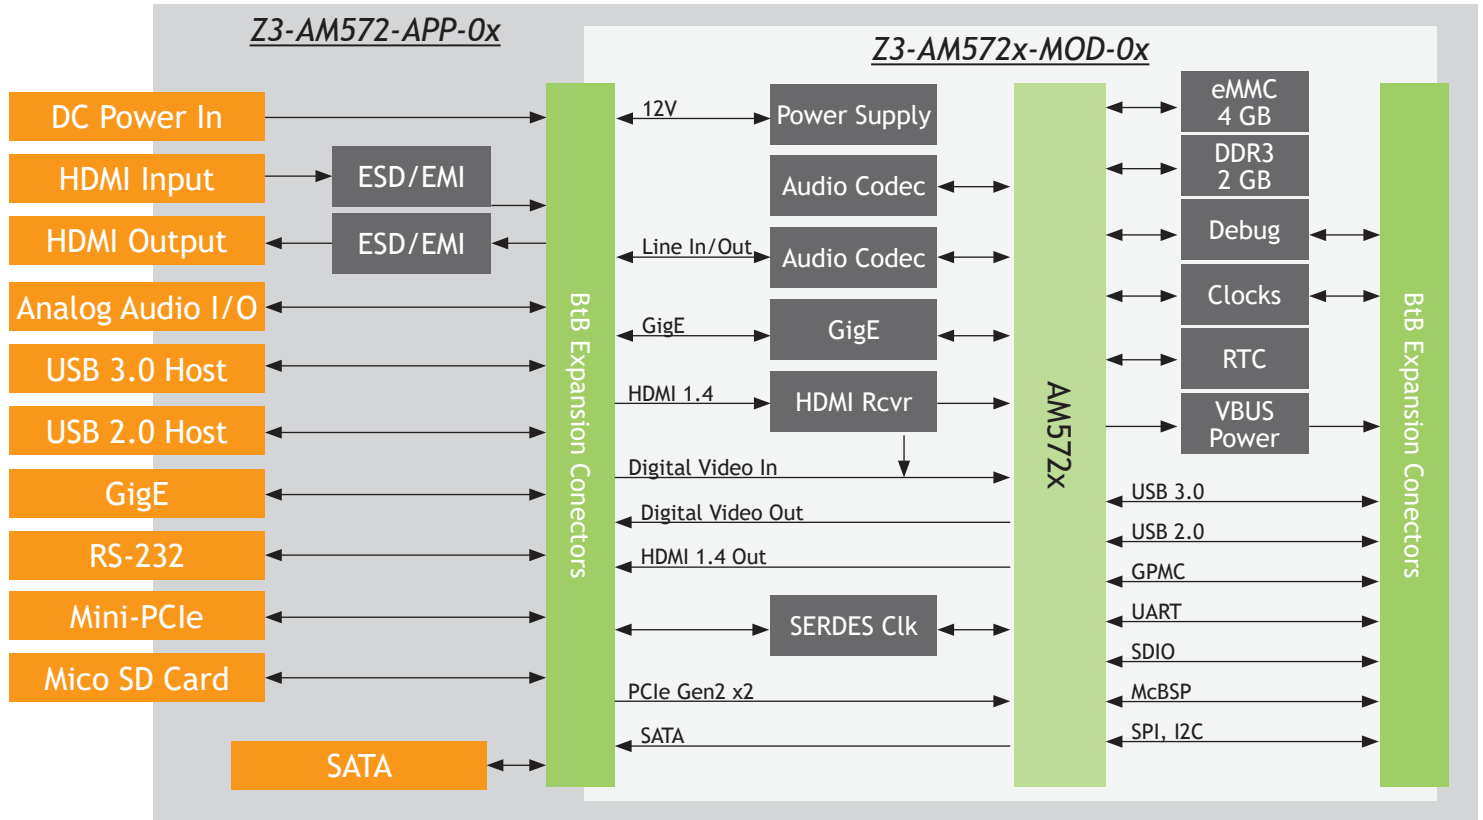 Z3-AM572-APP-0x
Z3-AM572x-MOD-0x
DC Power In
HDMI Input
HDMI Output
Analog Audio I/O
USB 3.0 Host
USB 2.0 Host
GigE
RS-232
Mini-PCIe
Mico SD Card
SATA
ESD/EMI
ESD/EMI
BtB Expansion Conectors
12V
Line In/Out
GigE
HDMI 1.4
Digital Video In
Digital Video Out
HDMI 1.4 Out
PCIe Gen2 x2
SATA
Power Supply
Audio Codec
Audio Codec
GigE
HDMI Rcvr
SERDES Clk
AM572x
eMMC
4 GB
DDR3
2 GB
Debug
Clocks
RTC
VBUS
Power
USB 3.0
USB 2.0
GPMC
UART
SDIO
McBSP
SPI, I2C
BtB Expansion Conectors